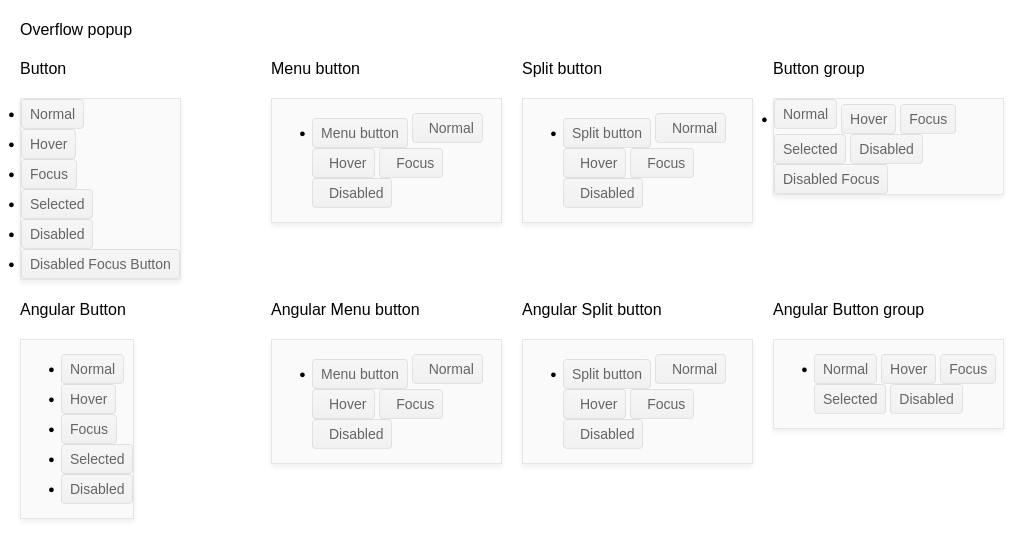 Overflow popup
Button
Normal
Hover
Focus
Selected
Disabled
Disabled Focus Button
Menu button
Menu button Normal
Hover Focus
Disabled
Split button
Split button Normal
Hover Focus
Disabled
Button group
Normal Hover Focus
Selected Disabled
Disabled Focus
Angular Button
Normal
Hover
Focus
Selected
Disabled
Angular Menu button
Menu button Normal
Hover Focus
Disabled
Angular Split button
Split button Normal
Hover Focus
Disabled
Angular Button group
Normal Hover Focus
Selected Disabled